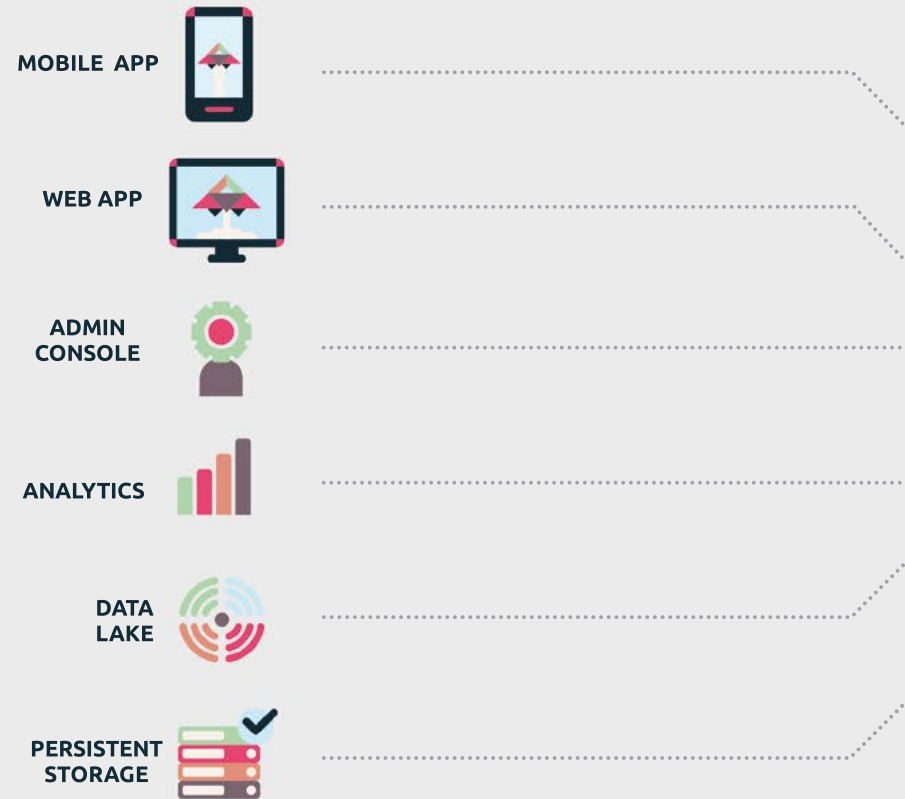 MOBILE APP
WEB APP
ADMIN
CONSOLE
ANALYTICS
DATA
LAKE
PERSISTENT
STORAGE